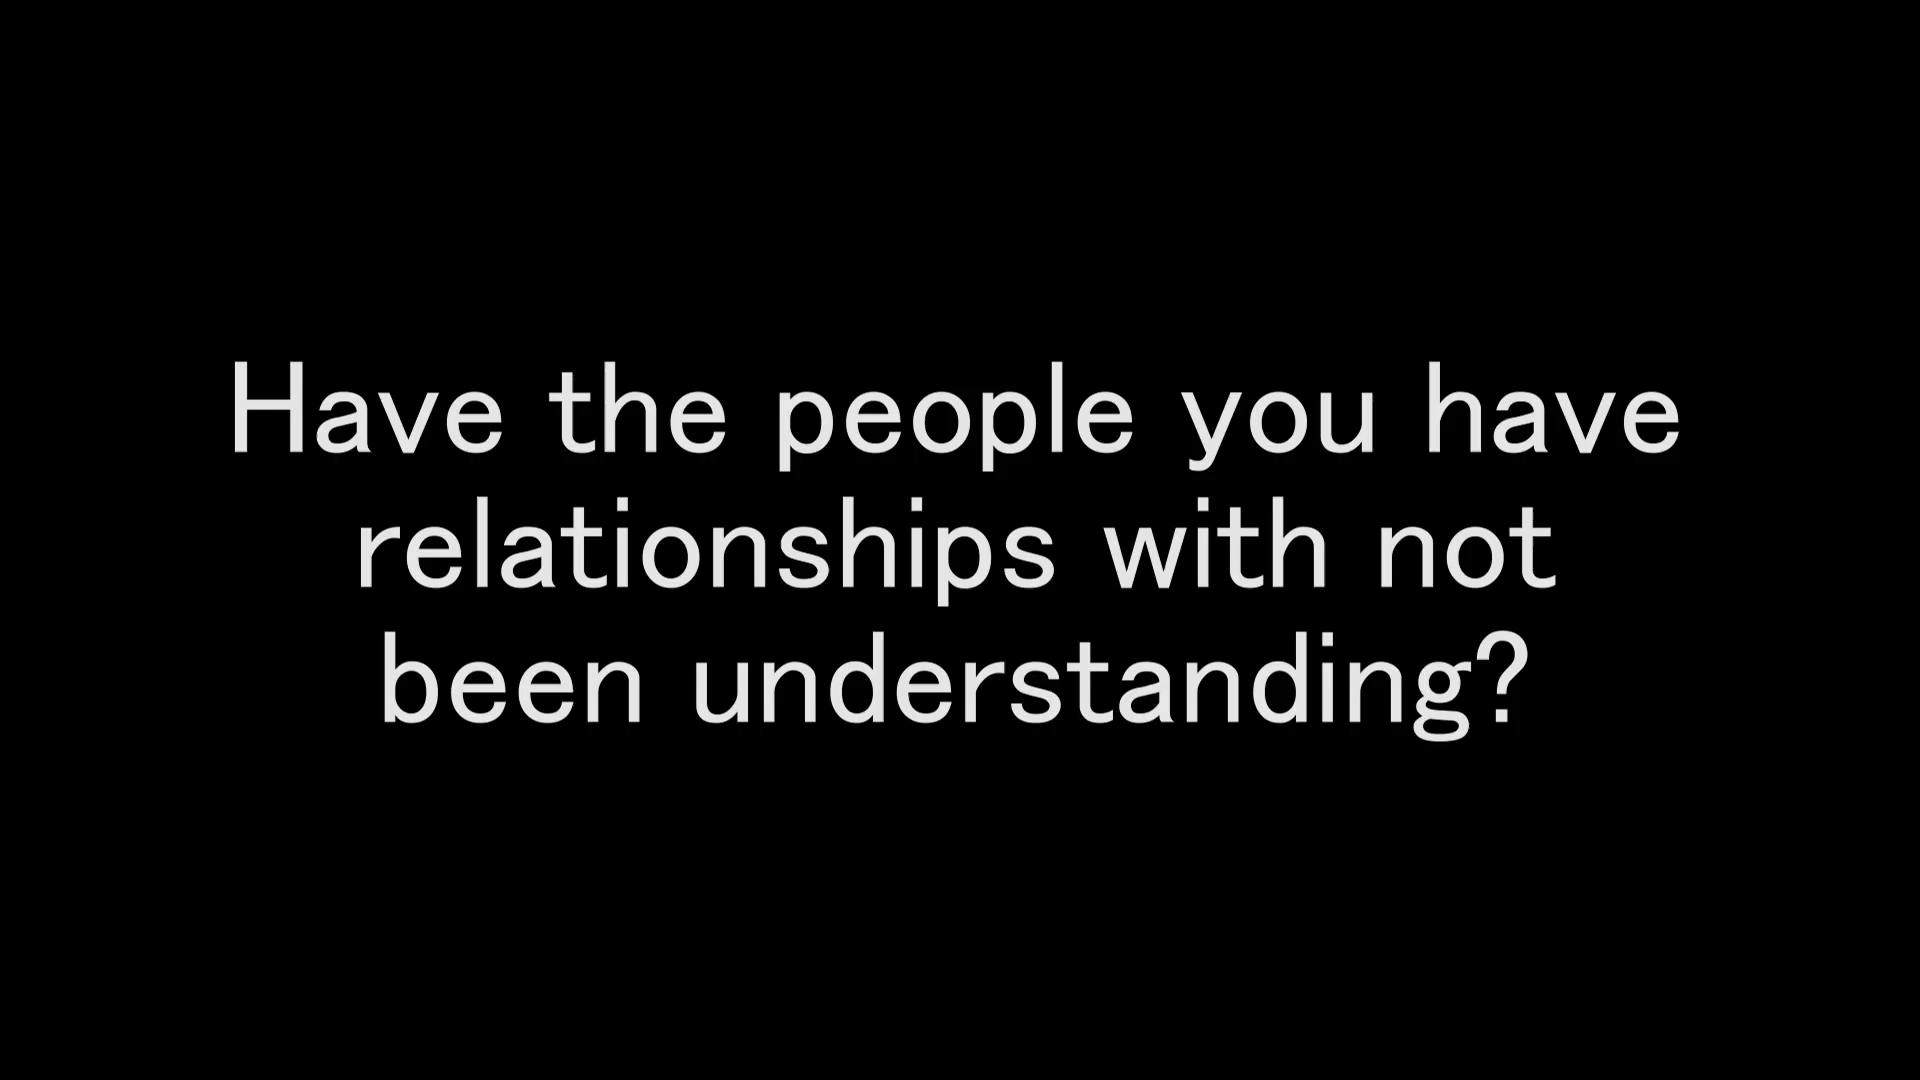 Have the people you have
relationships with not
been understanding?